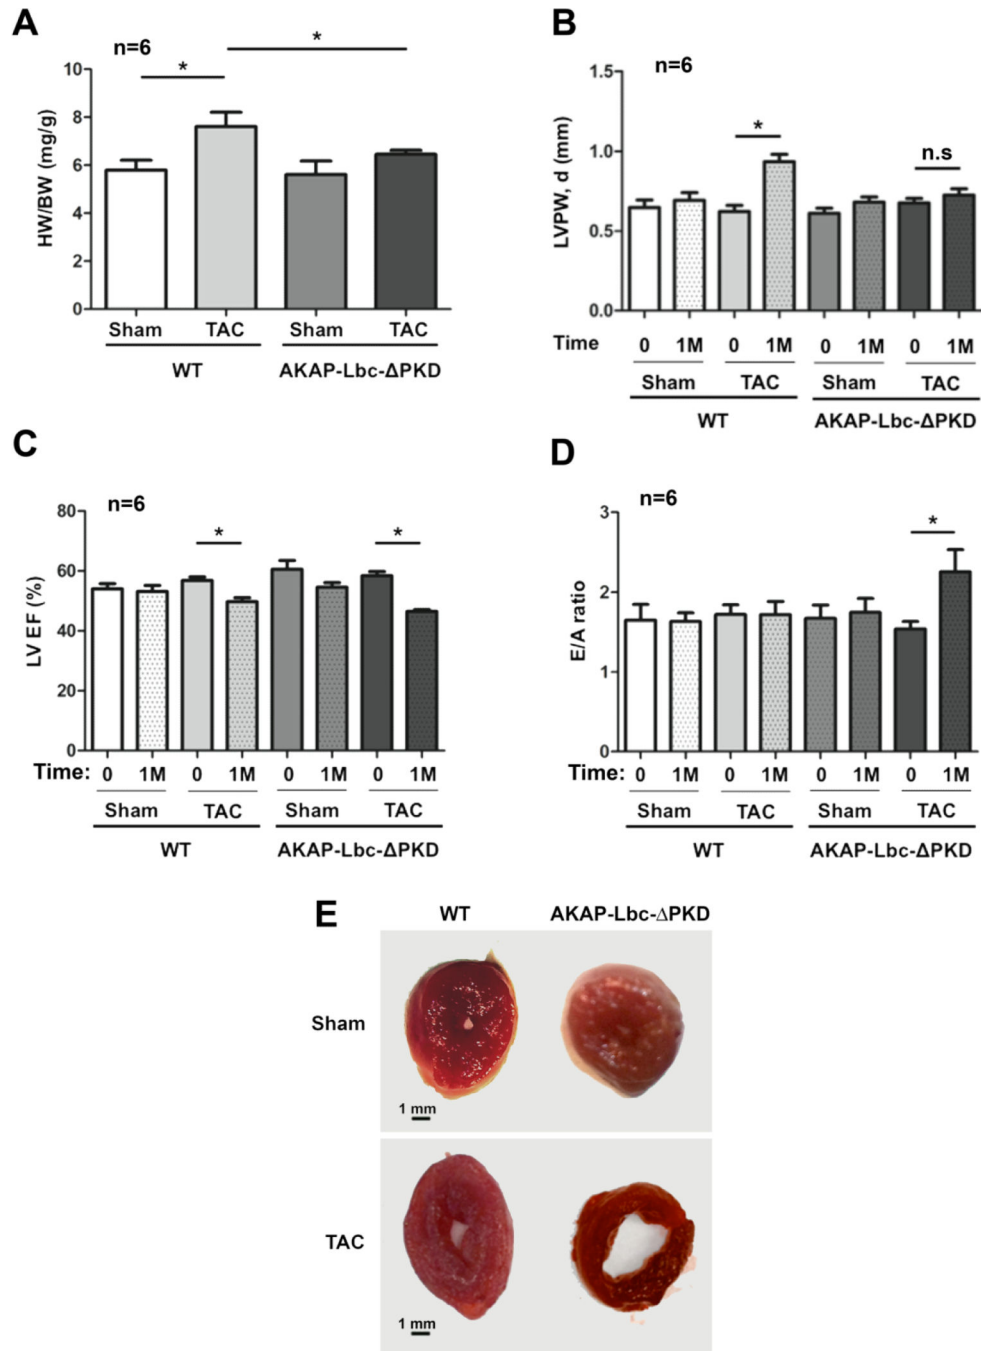 A
n=6
*
*
HW/BW (mg/g)
10
8
6
4
2
0
Sham TAC Sham TAC
WT AKAP-Lbc-ΔPKD
B
n=6
*
n.s
LVPW, d (mm)
1.5
1.0
0.5
0.0
Time 0 1M 0 1M 0 1M 0 1M
Sham TAC Sham TAC
WT AKAP-Lbc-ΔPKD
C
n=6
*
*
LV EF (%)
80
60
40
20
0
Time: 0 1M 0 1M 0 1M 0 1M
Sham TAC Sham TAC
WT AKAP-Lbc-ΔPKD
D
n=6
*
E/A ratio
3
2
1
0
Time: 0 1M 0 1M 0 1M 0 1M
Sham TAC Sham TAC
WT AKAP-Lbc-ΔPKD
E
WT AKAP-Lbc-ΔPKD
Sham
1 mm
TAC
1 mm